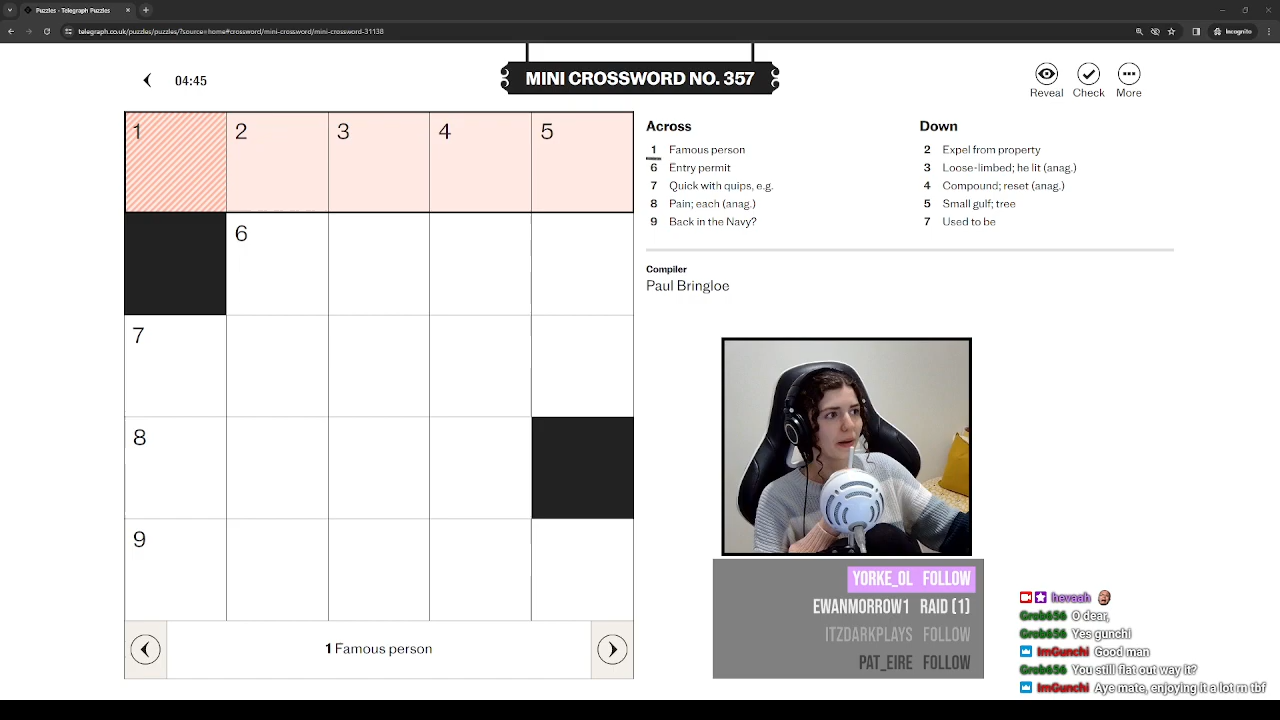 Puzzles - Telegraph Puzzles
telegraph.co.uk/puzzles/puzzles/?source=home#crossword/mini-crossword/mini-crossword-31138
Incognito
04:45
MINI CROSSWORD NO. 357
Reveal
Check
More
1
2
3
4
5
6
7
8
9
1 Famous person
Across
1 Famous person
6 Entry permit
7 Quick with quips, e.g.
8 Pain; each (anag.)
9 Back in the Navy?
Down
2 Expel from property
3 Loose-limbed; he lit (anag.)
4 Compound; reset (anag.)
5 Small gulf; tree
7 Used to be
Compiler
Paul Bringloe
YORKE_OL FOLLOW
EWANMORROW1 RAID (1)
ITZDARKPLAYS FOLLOW
PAT_EIRE FOLLOW
hevaah
Grob656 O dear,
Grob656 Yes gunchi
ImGunchi Good man
Grob656 You still flat out way it?
ImGunchi Aye mate, enjoying it a lot rn tbf